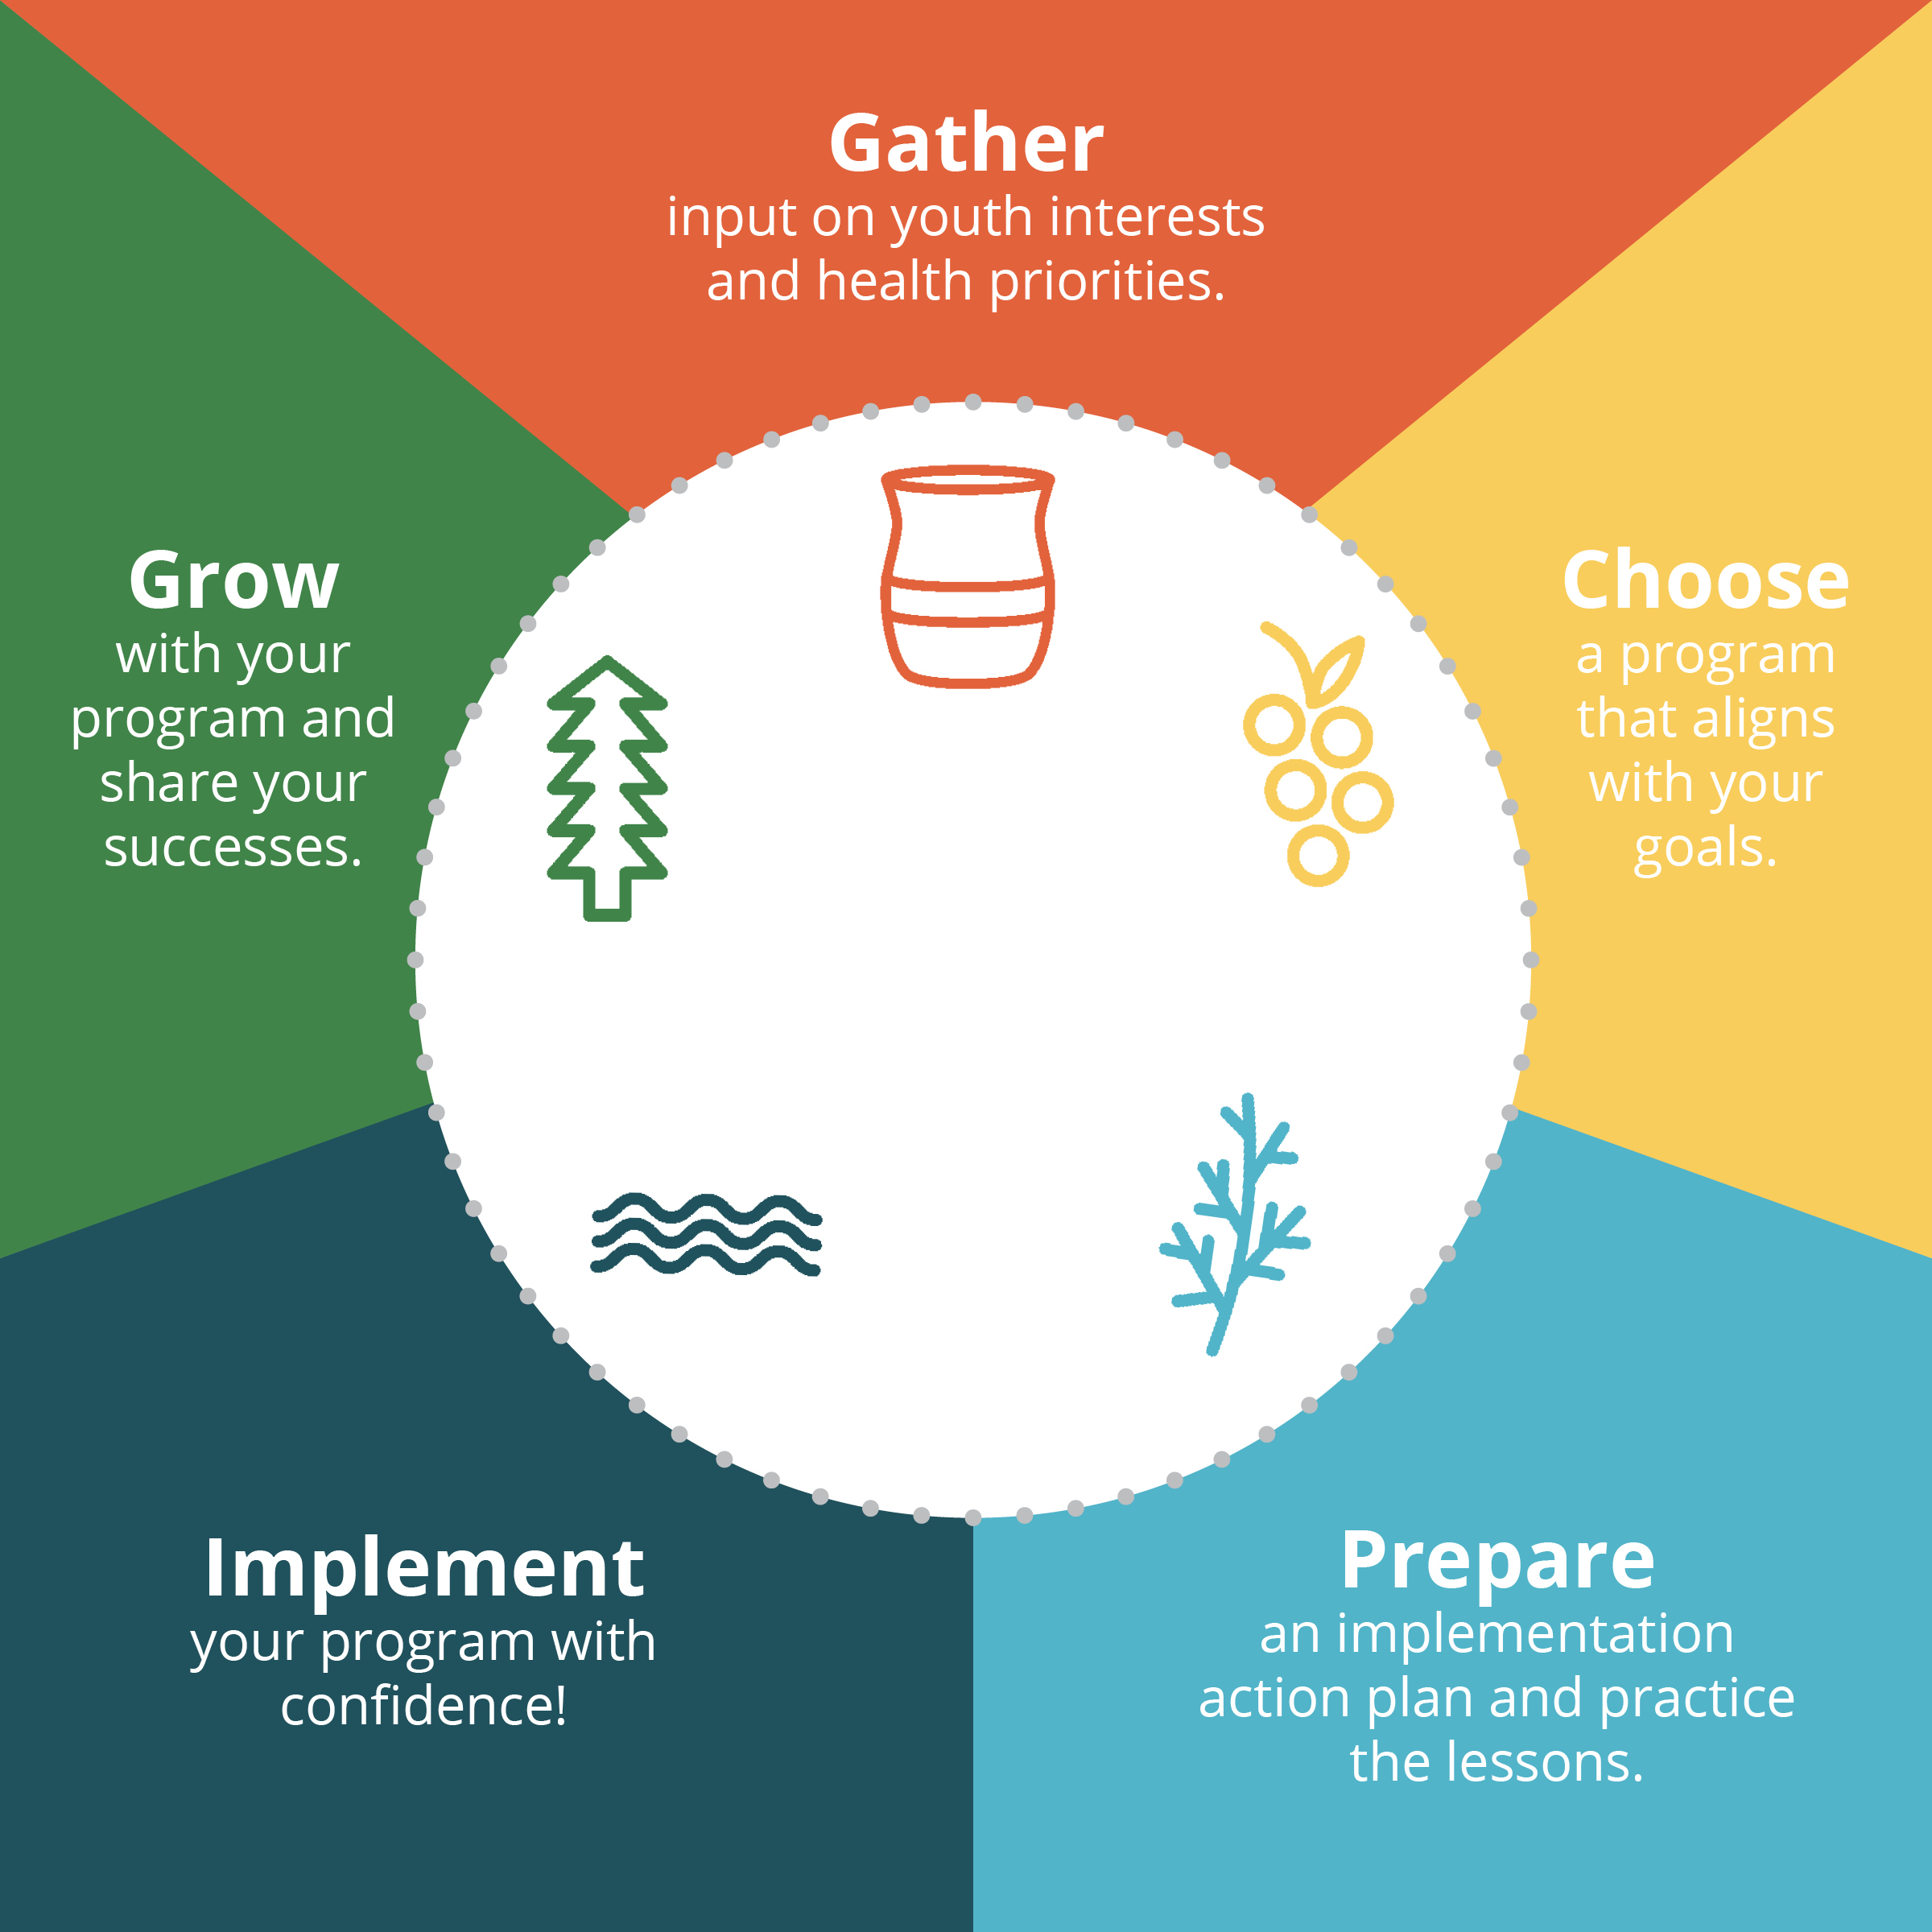 Gather
input on youth interests
and health priorities.
Choose
a program
that aligns
with your
goals.
Prepare
an implementation
action plan and practice
the lessons.
Implement
your program with
confidence!
Grow
with your
program and
share your
successes.